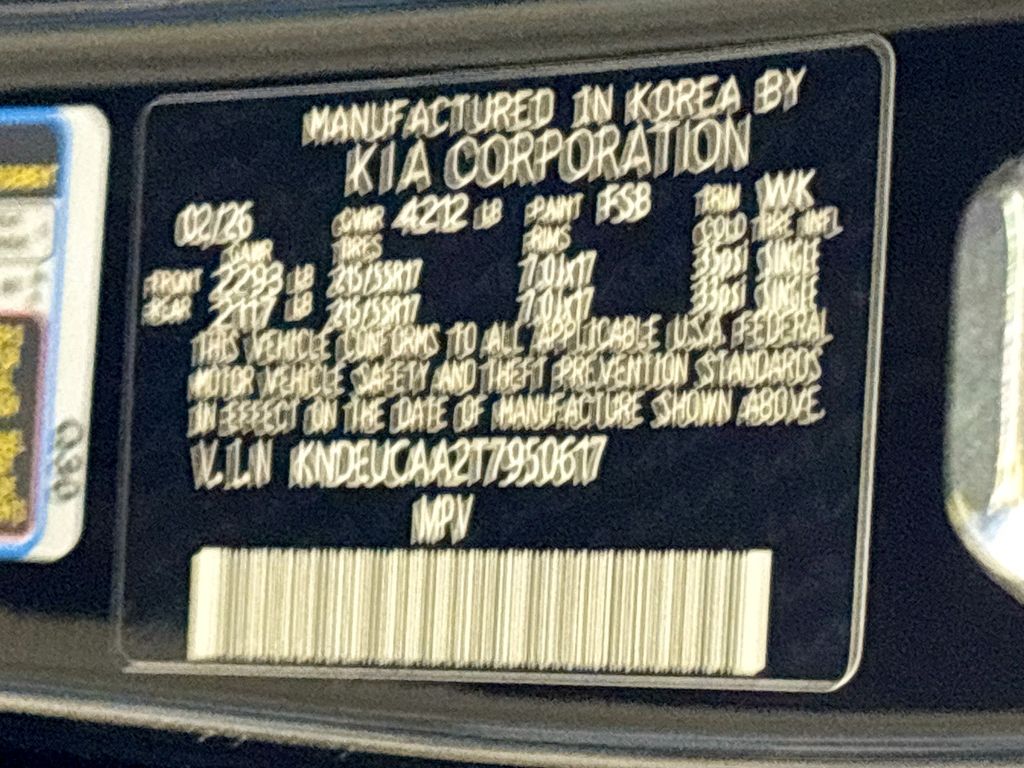 MANUFACTURED IN KOREA BY
KIA CORPORATION
02/26 GVWR 4212 LB PAINT FSB TRIM WK
GAWR TIRES RIMS COLD TIRE INFL
FRONT 2293 LB 215/55R17 7.0Jx17 35psi SINGLE
REAR 2117 LB 215/55R17 7.0Jx17 33psi SINGLE
THIS VEHICLE CONFORMS TO ALL APPLICABLE U.S.A. FEDERAL
MOTOR VEHICLE SAFETY AND THEFT PREVENTION STANDARDS
IN EFFECT ON THE DATE OF MANUFACTURE SHOWN ABOVE.
V.I.N KNDEUCAA2T7950617
MPV